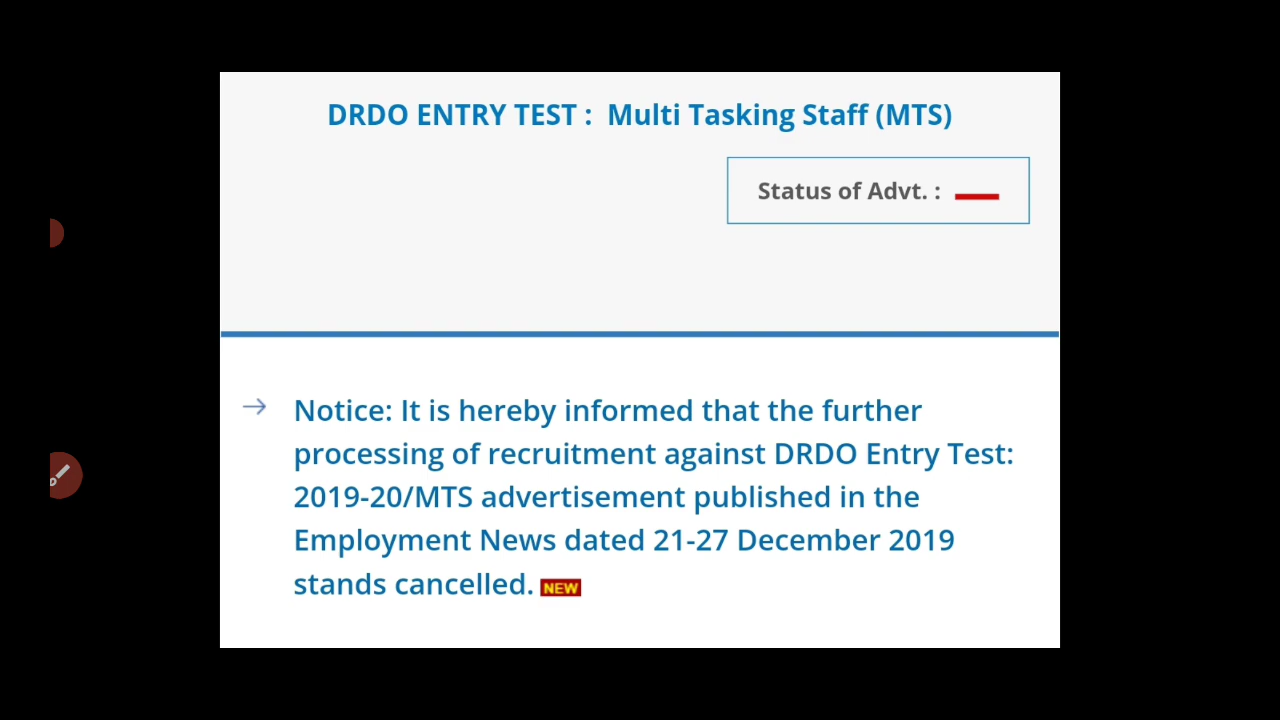 DRDO ENTRY TEST :  Multi Tasking Staff (MTS)
Status of Advt. :
Notice: It is hereby informed that the further
processing of recruitment against DRDO Entry Test:
2019-20/MTS advertisement published in the
Employment News dated 21-27 December 2019
stands cancelled. NEW